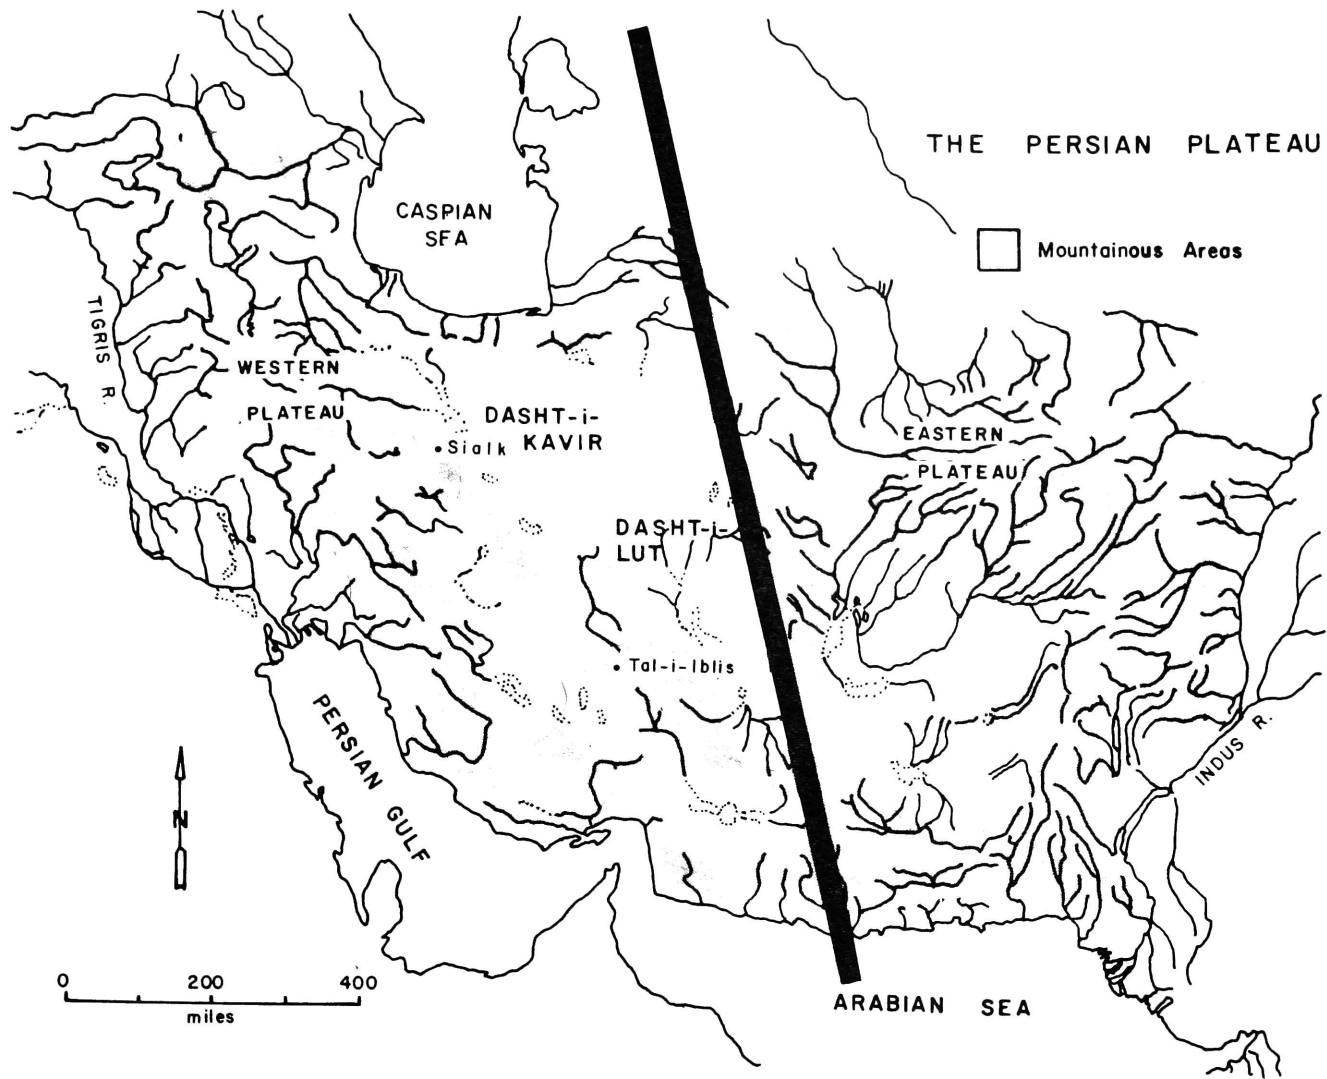 THE PERSIAN PLATEAU
Mountainous Areas
CASPIAN
SEA
TIGRIS R.
WESTERN
PLATEAU
DASHT-i-
KAVIR
Sialk
EASTERN
PLATEAU
DASHT-i-
LUT
Tal-i-Iblis
PERSIAN GULF
INDUS R.
N
0 200 400
miles
ARABIAN SEA